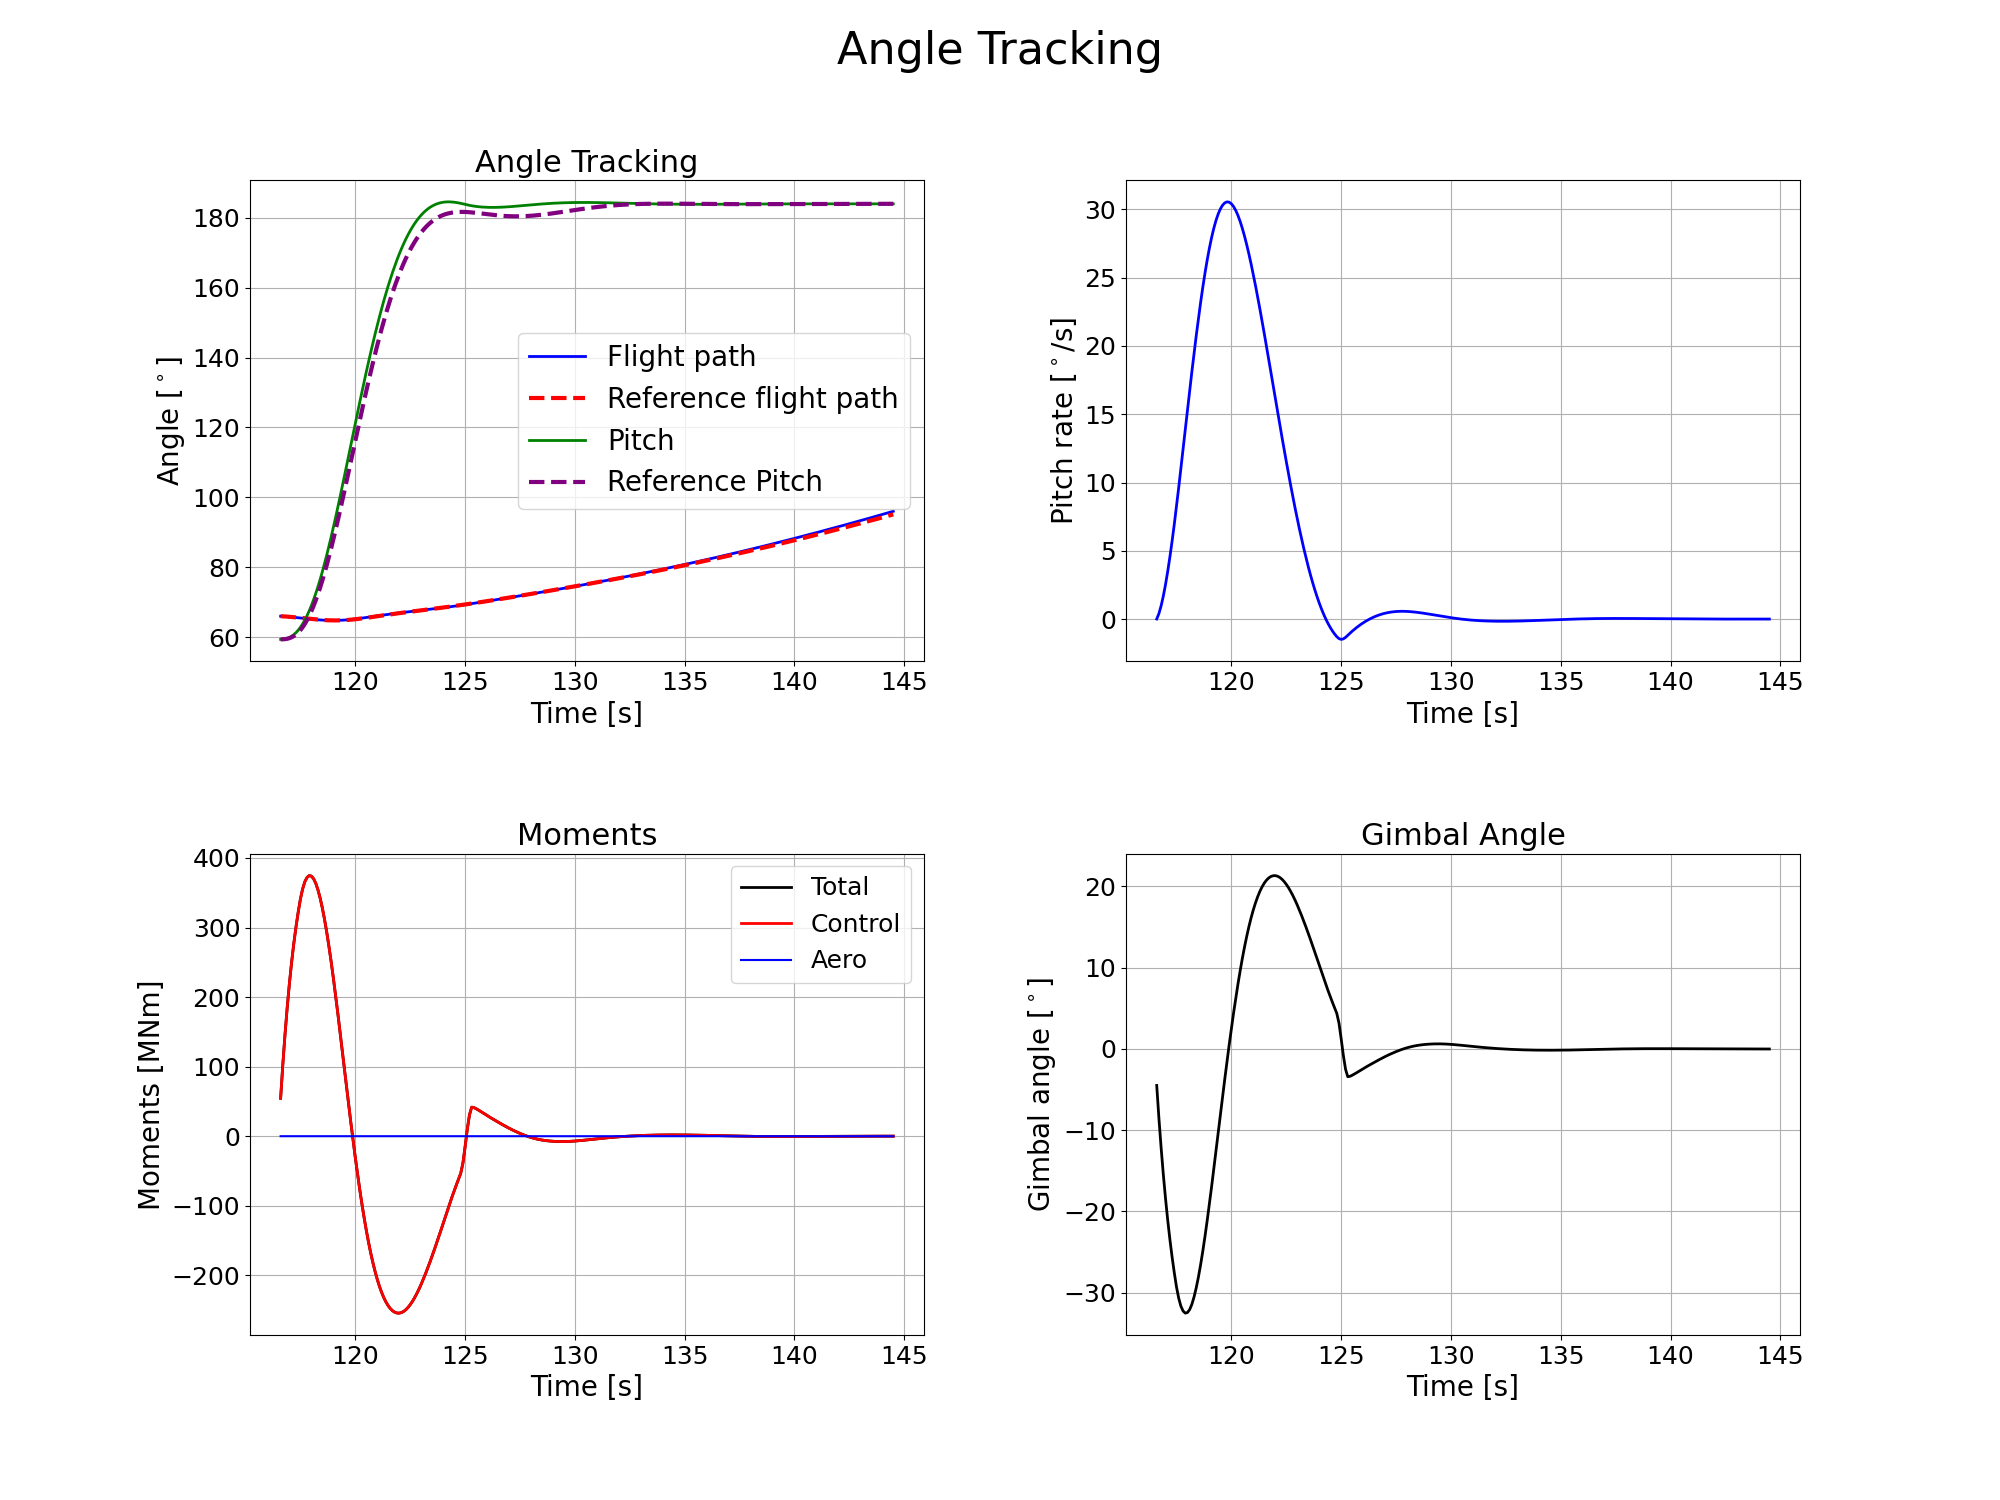 Angle Tracking
Angle Tracking
Angle [°]
180
160
140
120
100
80
60
Flight path
Reference flight path
Pitch
Reference Pitch
120 125 130 135 140 145
Time [s]
Pitch rate [°/s]
30
25
20
15
10
5
0
120 125 130 135 140 145
Time [s]
Moments
Moments [MNm]
400
300
200
100
0
−100
−200
Total
Control
Aero
120 125 130 135 140 145
Time [s]
Gimbal Angle
Gimbal angle [°]
20
10
0
−10
−20
−30
120 125 130 135 140 145
Time [s]